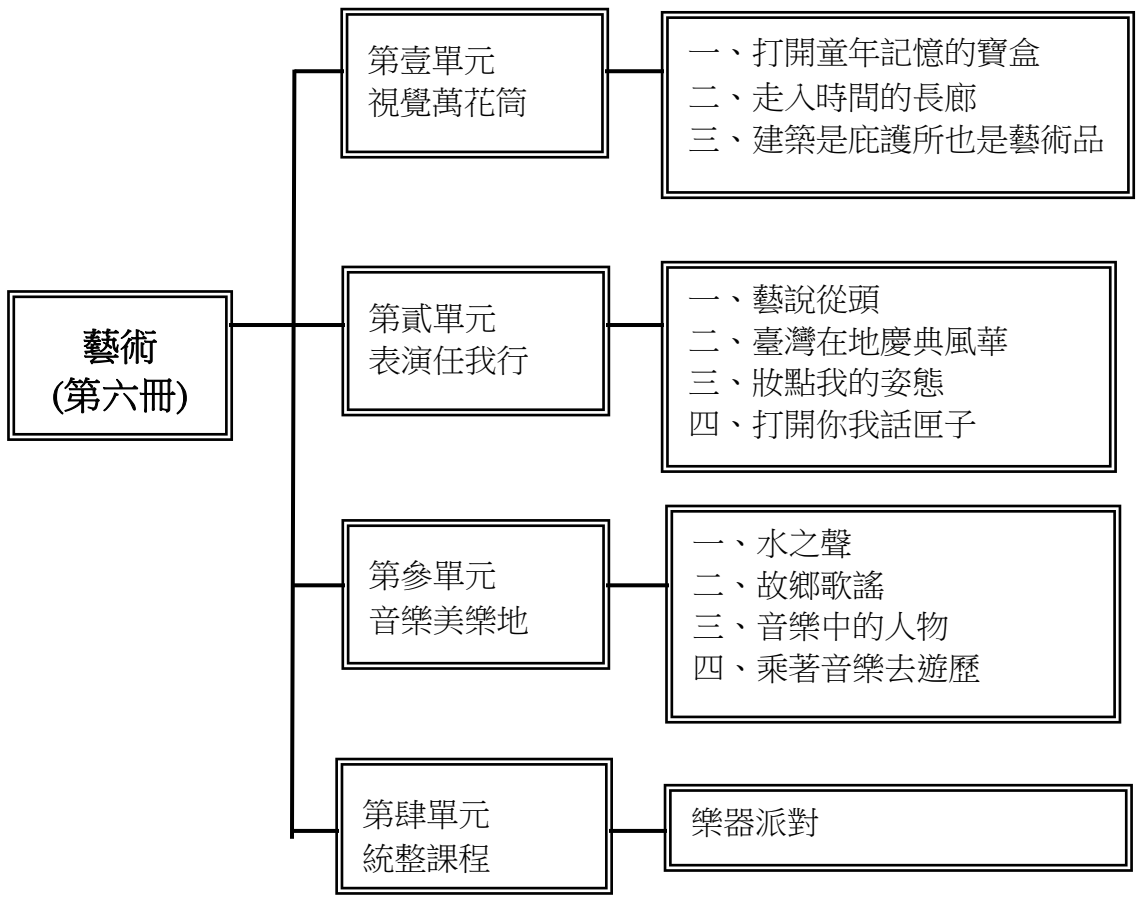 藝術
(第六冊)
第壹單元
視覺萬花筒
一、打開童年記憶的寶盒
二、走入時間的長廊
三、建築是庇護所也是藝術品
第貳單元
表演任我行
一、藝說從頭
二、臺灣在地慶典風華
三、妝點我的姿態
四、打開你我話匣子
第參單元
音樂美樂地
一、水之聲
二、故鄉歌謠
三、音樂中的人物
四、乘著音樂去遊歷
第肆單元
統整課程
樂器派對